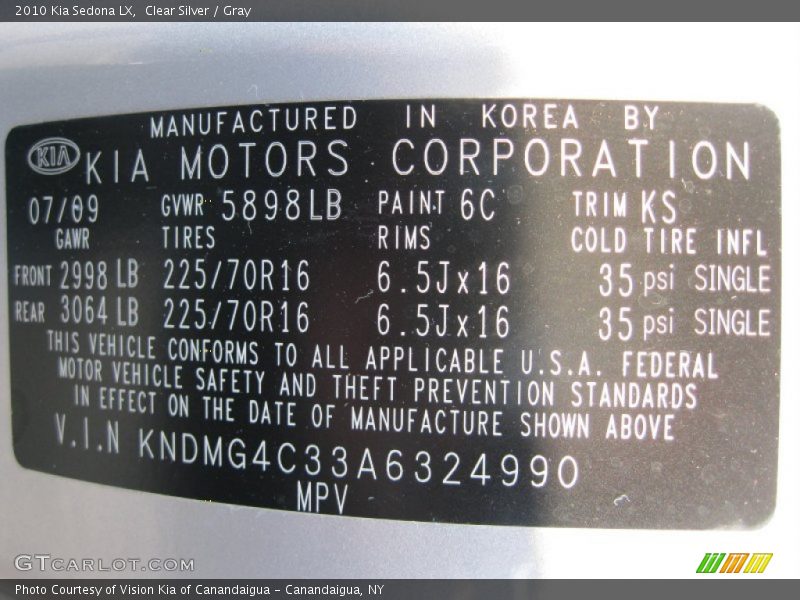 2010 Kia Sedona LX, Clear Silver / Gray
MANUFACTURED IN KOREA BY
KIA KIA MOTORS CORPORATION
07/09 GVWR 5898LB PAINT 6C TRIM KS
GAWR TIRES RIMS COLD TIRE INFL
FRONT 2998 LB 225/70R16 6.5Jx16 35 psi SINGLE
REAR 3064 LB 225/70R16 6.5Jx16 35 psi SINGLE
THIS VEHICLE CONFORMS TO ALL APPLICABLE U.S.A. FEDERAL
MOTOR VEHICLE SAFETY AND THEFT PREVENTION STANDARDS
IN EFFECT ON THE DATE OF MANUFACTURE SHOWN ABOVE
V.I.N KNDMG4C33A6324990
MPV
GTCARLOT.COM
Photo Courtesy of Vision Kia of Canandaigua - Canandaigua, NY